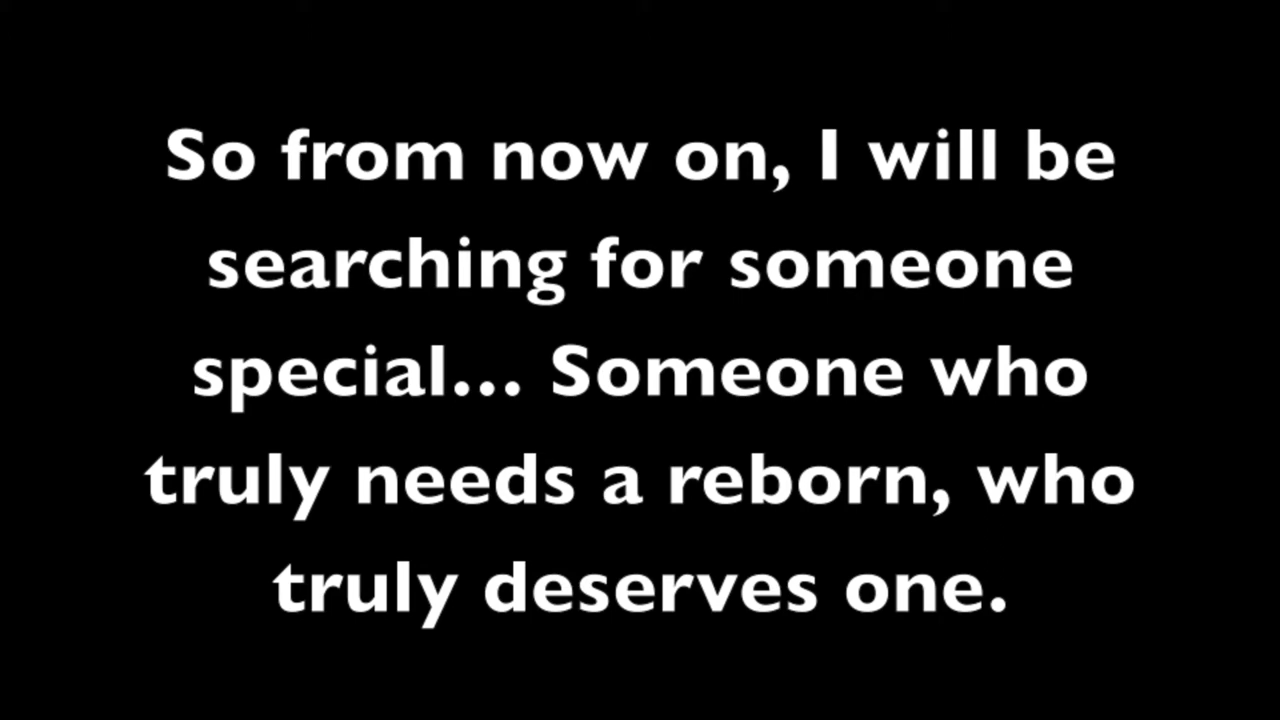 So from now on, I will be
searching for someone
special... Someone who
truly needs a reborn, who
truly deserves one.